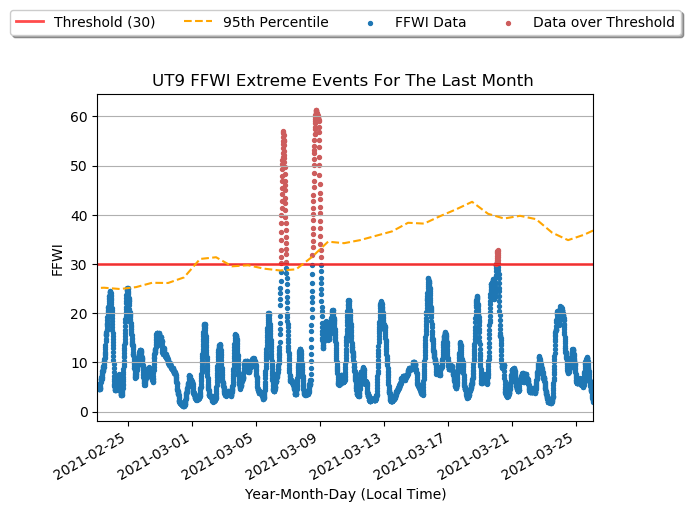 Threshold (30) 95th Percentile FFWI Data Data over Threshold
UT9 FFWI Extreme Events For The Last Month
60
50
40
30
20
10
0
FFWI
2021-02-25 2021-03-01 2021-03-05 2021-03-09 2021-03-13 2021-03-17 2021-03-21 2021-03-25
Year-Month-Day (Local Time)